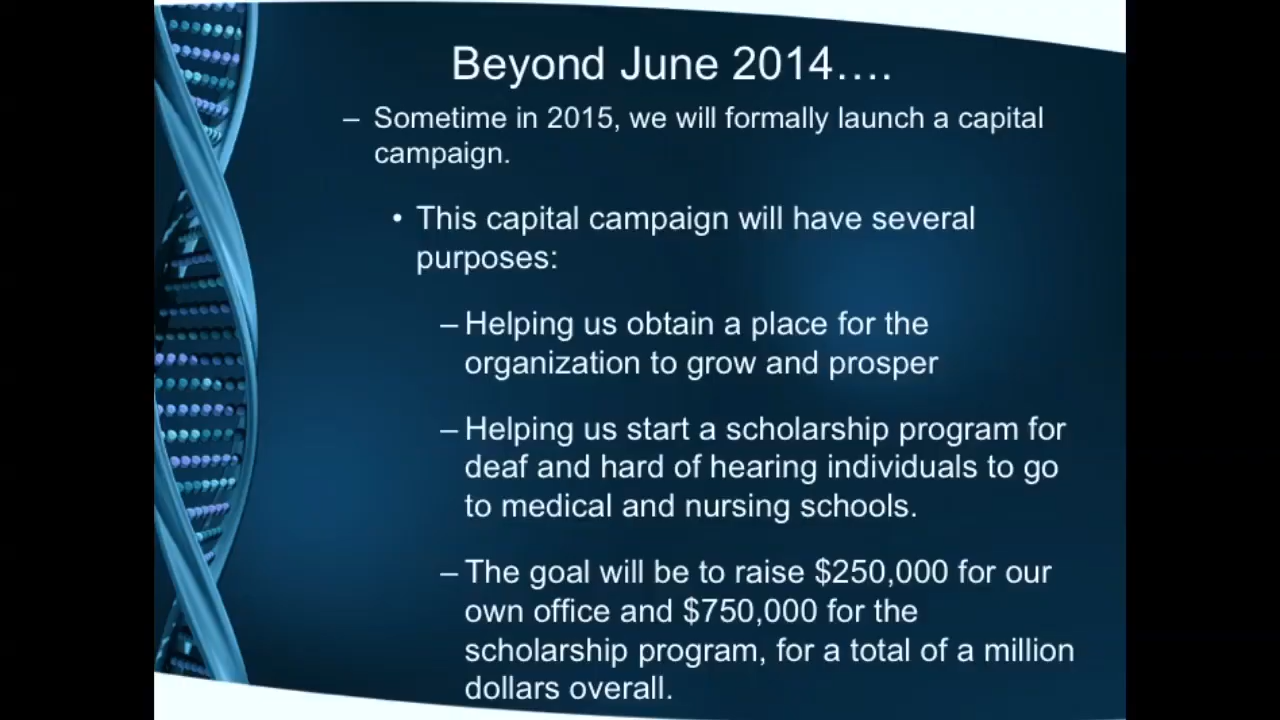 Beyond June 2014....
– Sometime in 2015, we will formally launch a capital
campaign.
• This capital campaign will have several
purposes:
– Helping us obtain a place for the
organization to grow and prosper
– Helping us start a scholarship program for
deaf and hard of hearing individuals to go
to medical and nursing schools.
– The goal will be to raise $250,000 for our
own office and $750,000 for the
scholarship program, for a total of a million
dollars overall.